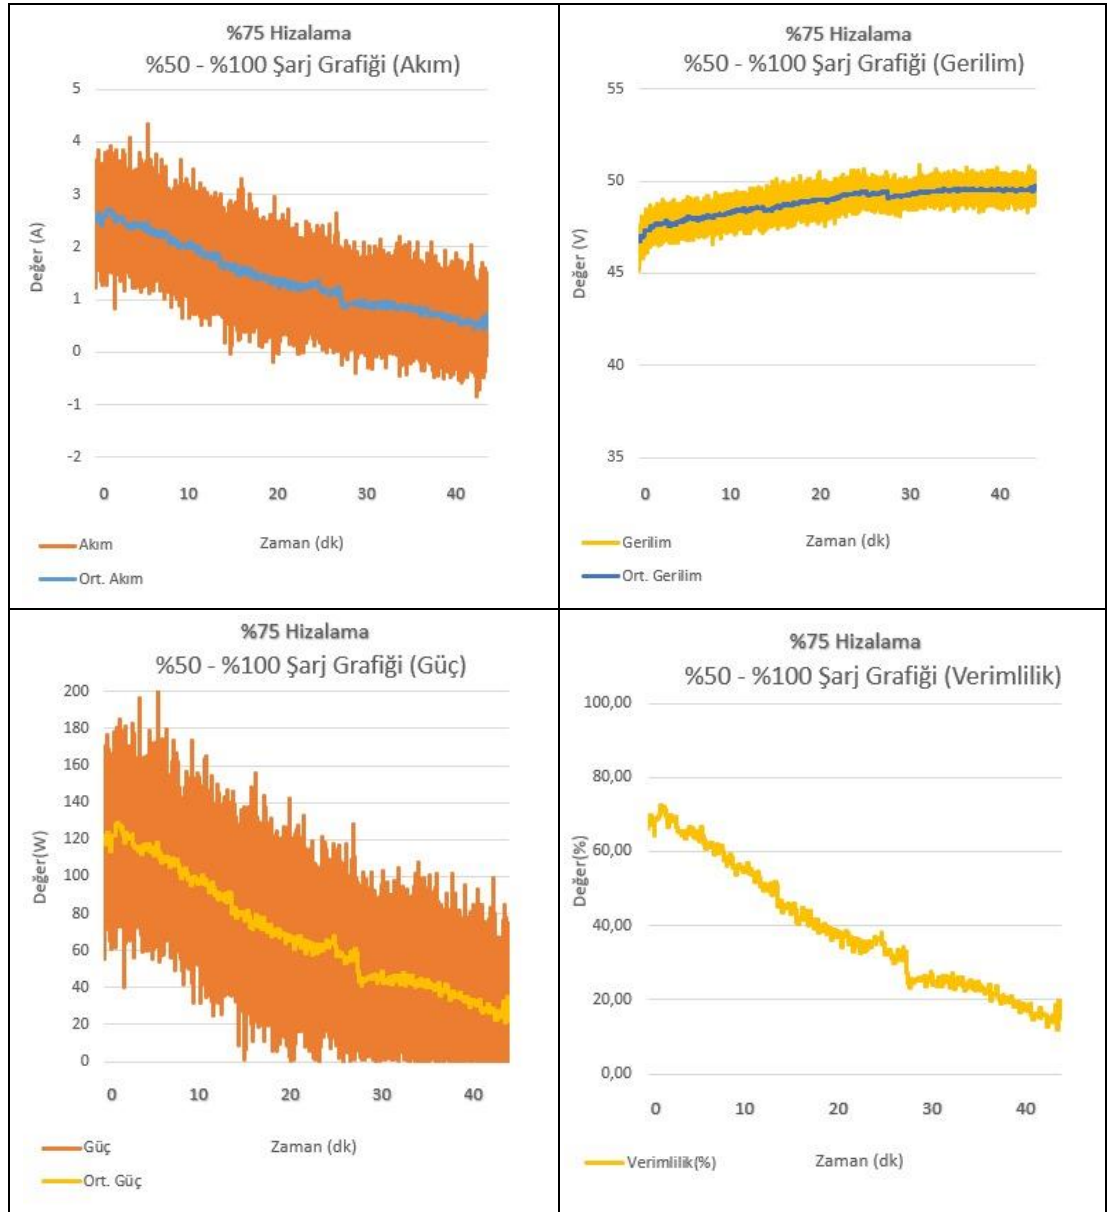 %75 Hizalama
%50 - %100 Şarj Grafiği (Akım)
5
4
3
2
1
0
-1
-2
Değer (A)
0 10 20 30 40
Zaman (dk)
Akım
Ort. Akım
%75 Hizalama
%50 - %100 Şarj Grafiği (Gerilim)
55
50
45
40
35
Değer (V)
0 10 20 30 40
Zaman (dk)
Gerilim
Ort. Gerilim
%75 Hizalama
%50 - %100 Şarj Grafiği (Güç)
200
180
160
140
120
100
80
60
40
20
0
Değer(W)
0 10 20 30 40
Zaman (dk)
Güç
Ort. Güç
%75 Hizalama
%50 - %100 Şarj Grafiği (Verimlilik)
100,00
80,00
60,00
40,00
20,00
0,00
Değer(%)
0 10 20 30 40
Zaman (dk)
Verimlilik(%)